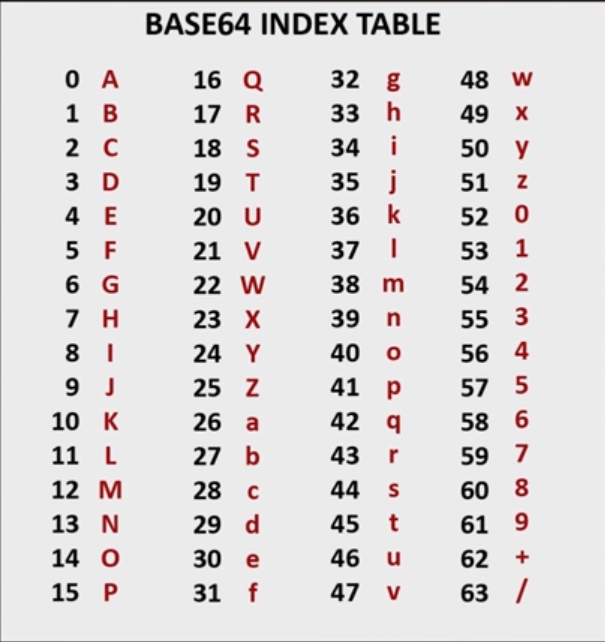 BASE64 INDEX TABLE
0 A 16 Q 32 g 48 w
1 B 17 R 33 h 49 x
2 C 18 S 34 i 50 y
3 D 19 T 35 j 51 z
4 E 20 U 36 k 52 0
5 F 21 V 37 l 53 1
6 G 22 W 38 m 54 2
7 H 23 X 39 n 55 3
8 I 24 Y 40 o 56 4
9 J 25 Z 41 p 57 5
10 K 26 a 42 q 58 6
11 L 27 b 43 r 59 7
12 M 28 c 44 s 60 8
13 N 29 d 45 t 61 9
14 O 30 e 46 u 62 +
15 P 31 f 47 v 63 /